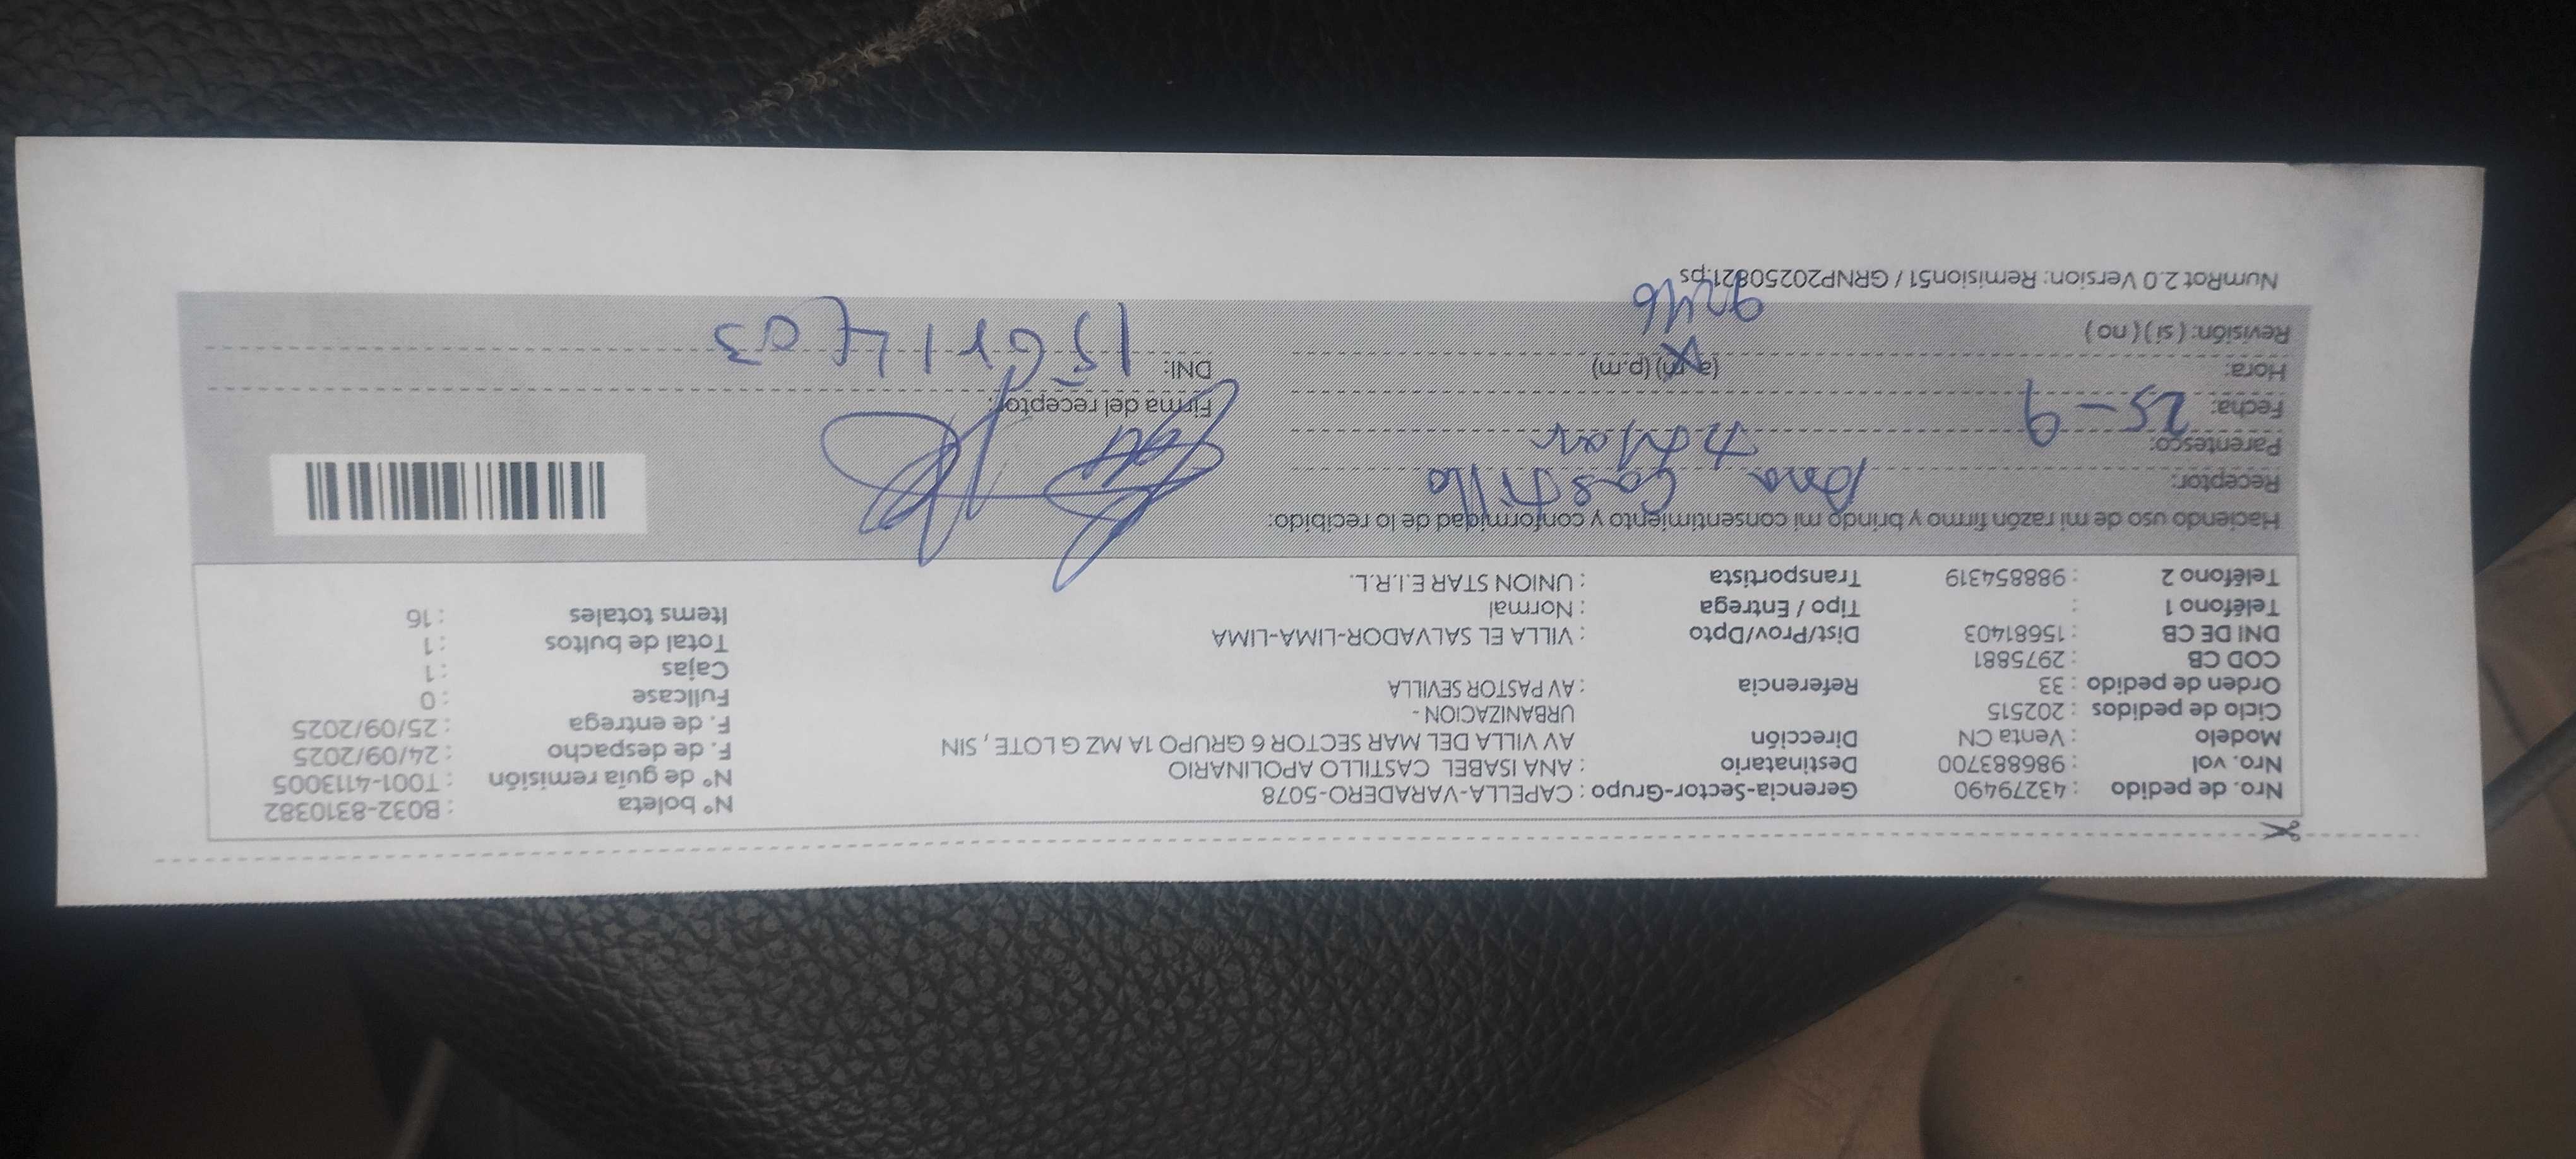 Nro. de pedido : 43279490 Gerencia-Sector-Grupo : CAPELLA-VARADERO-5078 N° boleta : B032-8310382
Nro. vol : 986883700 Destinatario : ANA ISABEL CASTILLO APOLINARIO N° de guía remisión : T001-4113005
Modelo : Venta CN Dirección AV VILLA DEL MAR SECTOR 6 GRUPO 1A MZ G LOTE , SIN F. de despacho : 24/09/2025
Ciclo de pedidos : 202515 URBANIZACION - F. de entrega : 25/09/2025
Orden de pedido : 33 Referencia : AV PASTOR SEVILLA Fullcase : 0
COD CB : 2975881 Cajas : 1
DNI DE CB : 15681403 Dist/Prov/Dpto : VILLA EL SALVADOR-LIMA-LIMA Total de bultos : 1
Teléfono 1 : Tipo / Entrega : Normal Items totales : 16
Teléfono 2 : 988854319 Transportista : UNION STAR E.I.R.L.
Haciendo uso de mi razón firmo y brindo mi consentimiento y conformidad de lo recibido:
Receptor: Ana Castillo
Parentesco: titular
Fecha: 25-9 Firma del receptor:
Hora: (a.m) (p.m) DNI: 15681403
Revisión: ( si ) ( no ) 9:46
NumRot 2.0 Version: Remision51 / GRNP20250821.ps